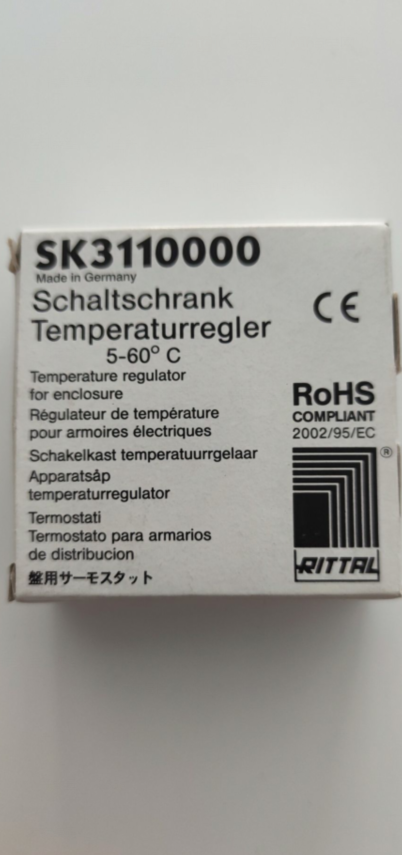 SK3110000
Made in Germany
Schaltschrank
Temperaturregler
5-60° C
Temperature regulator
for enclosure
Régulateur de température
pour armoires électriques
Schakelkast temperatuurrgelaar
Apparatsåp
temperaturregulator
Termostati
Termostato para armarios
de distribucion
盤用サーモスタット
CE
RoHS
COMPLIANT
2002/95/EC
®
RITTAL